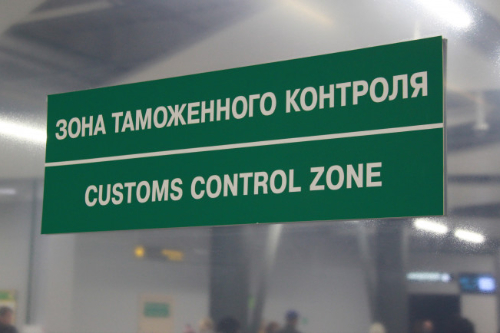 ЗОНА ТАМОЖЕННОГО КОНТРОЛЯ
CUSTOMS CONTROL ZONE